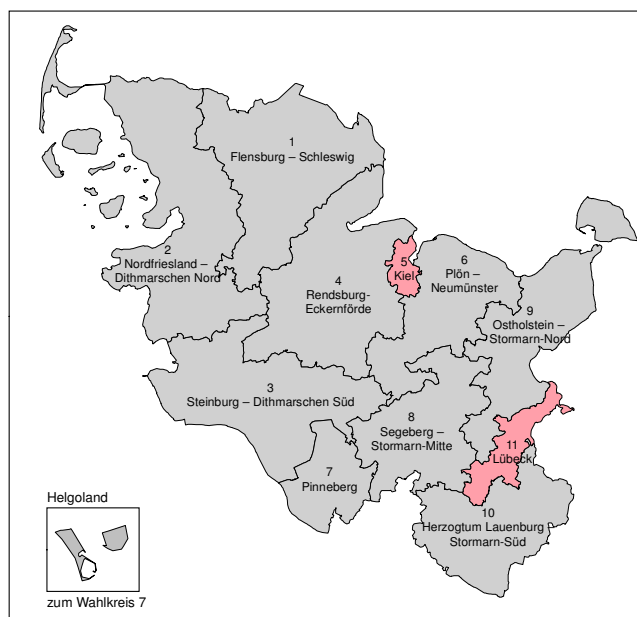 1
Flensburg – Schleswig
2
Nordfriesland –
Dithmarschen Nord
4
Rendsburg-
Eckernförde
5
Kiel
6
Plön –
Neumünster
9
Ostholstein –
Stormarn-Nord
3
Steinburg – Dithmarschen Süd
8
Segeberg –
Stormarn-Mitte
11
Lübeck
7
Pinneberg
10
Herzogtum Lauenburg –
Stormarn-Süd
Helgoland
zum Wahlkreis 7